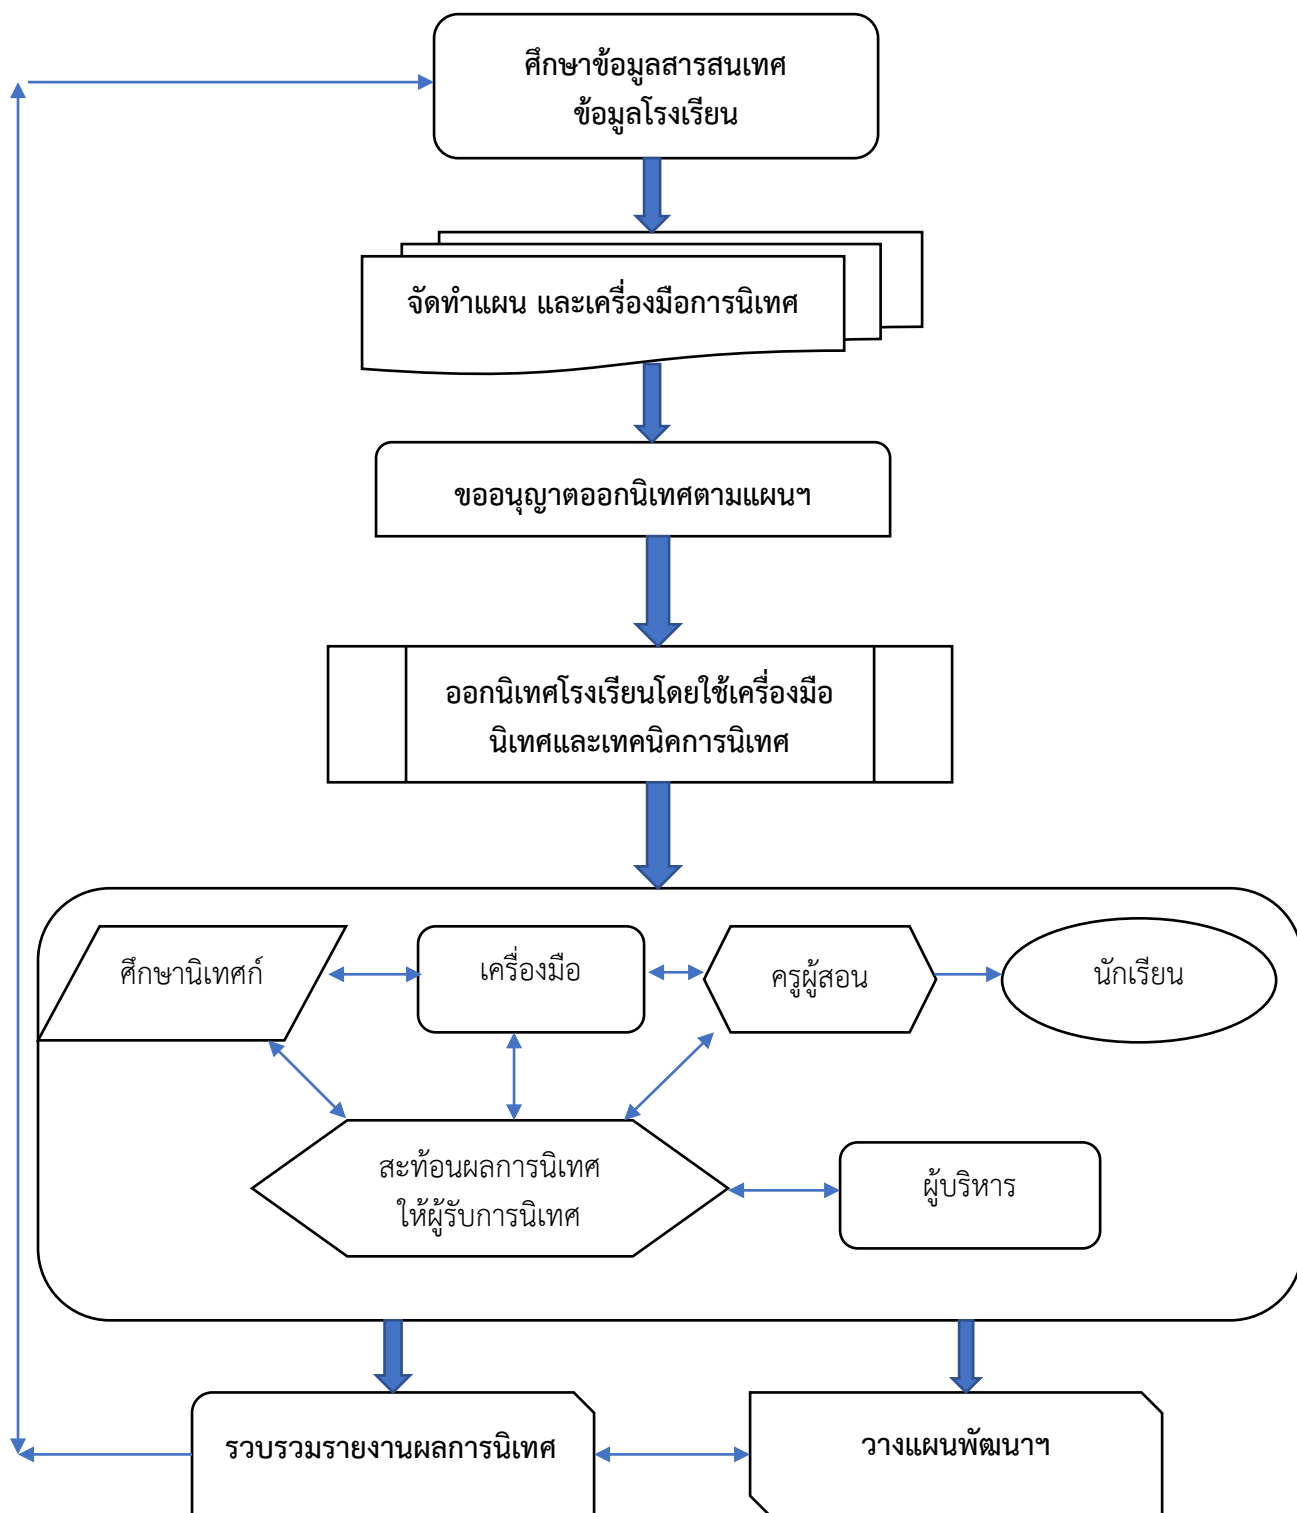 ศึกษาข้อมูลสารสนเทศ
ข้อมูลโรงเรียน
จัดทำแผน และเครื่องมือการนิเทศ
ขออนุญาตออกนิเทศตามแผนฯ
ออกนิเทศโรงเรียนโดยใช้เครื่องมือ
นิเทศและเทคนิคการนิเทศ
ศึกษานิเทศก์
เครื่องมือ
ครูผู้สอน
นักเรียน
สะท้อนผลการนิเทศ
ให้ผู้รับการนิเทศ
ผู้บริหาร
รวบรวมรายงานผลการนิเทศ
วางแผนพัฒนาฯ